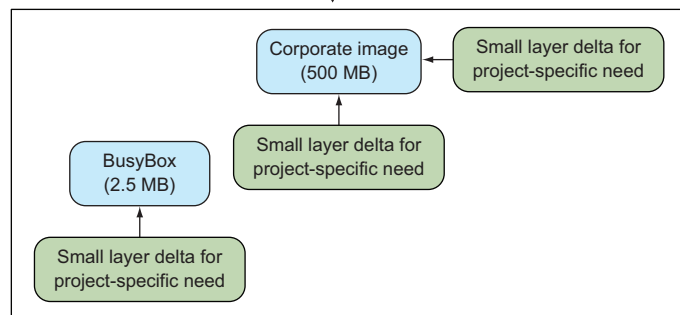 Corporate image
(500 MB)
Small layer delta for
project-specific need
Small layer delta for
project-specific need
BusyBox
(2.5 MB)
Small layer delta for
project-specific need